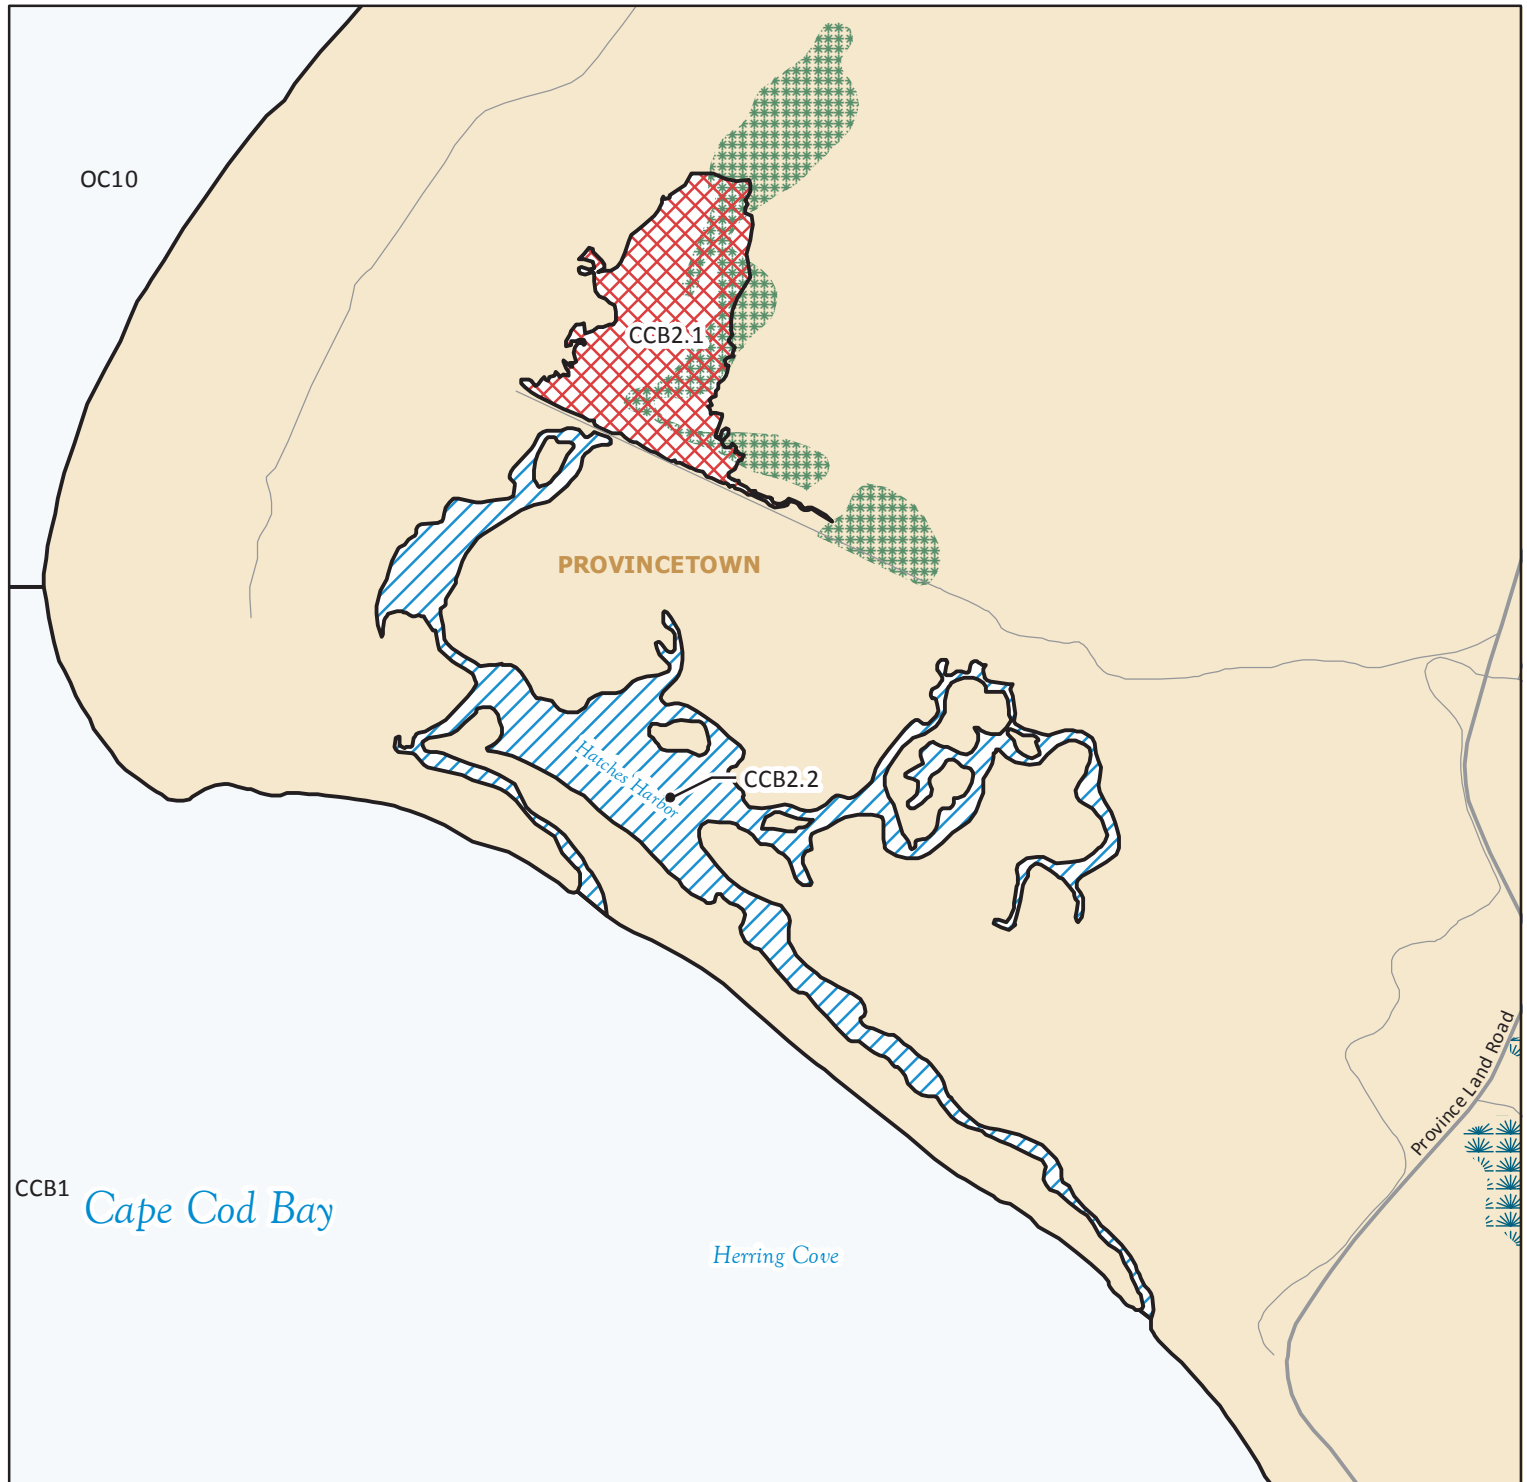 OC10
CCB2.1
PROVINCETOWN
Hatches Harbor
CCB2.2
Province Land Road
CCB1
Cape Cod Bay
Herring Cove